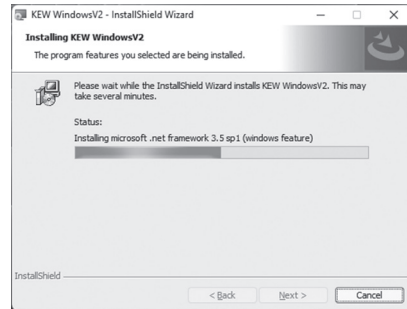 KEW WindowsV2 - InstallShield Wizard
Installing KEW WindowsV2
The program features you selected are being installed.
Please wait while the InstallShield Wizard installs KEW WindowsV2. This may
take several minutes.
Status:
Installing microsoft .net framework 3.5 sp1 (windows feature)
InstallShield
< Back Next > Cancel